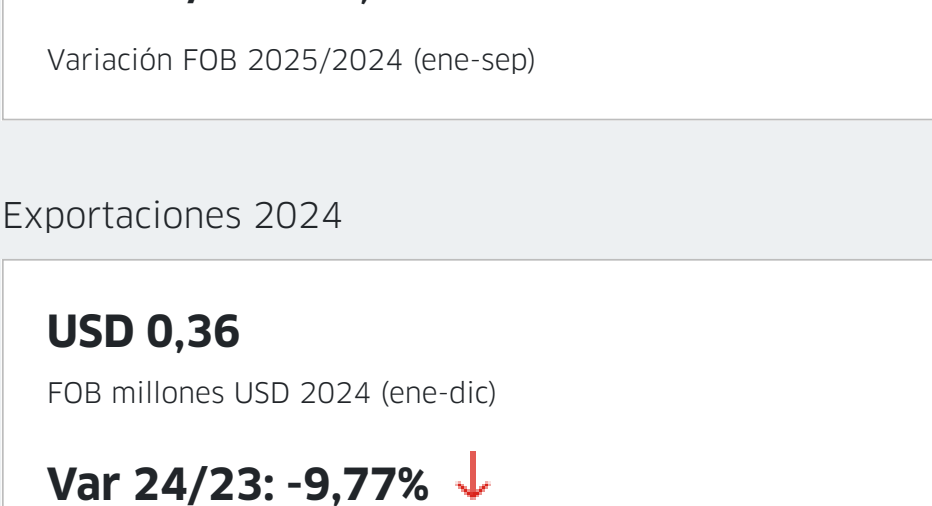 Variación FOB 2025/2024 (ene-sep)
Exportaciones 2024
USD 0,36
FOB millones USD 2024 (ene-dic)
Var 24/23: -9,77%